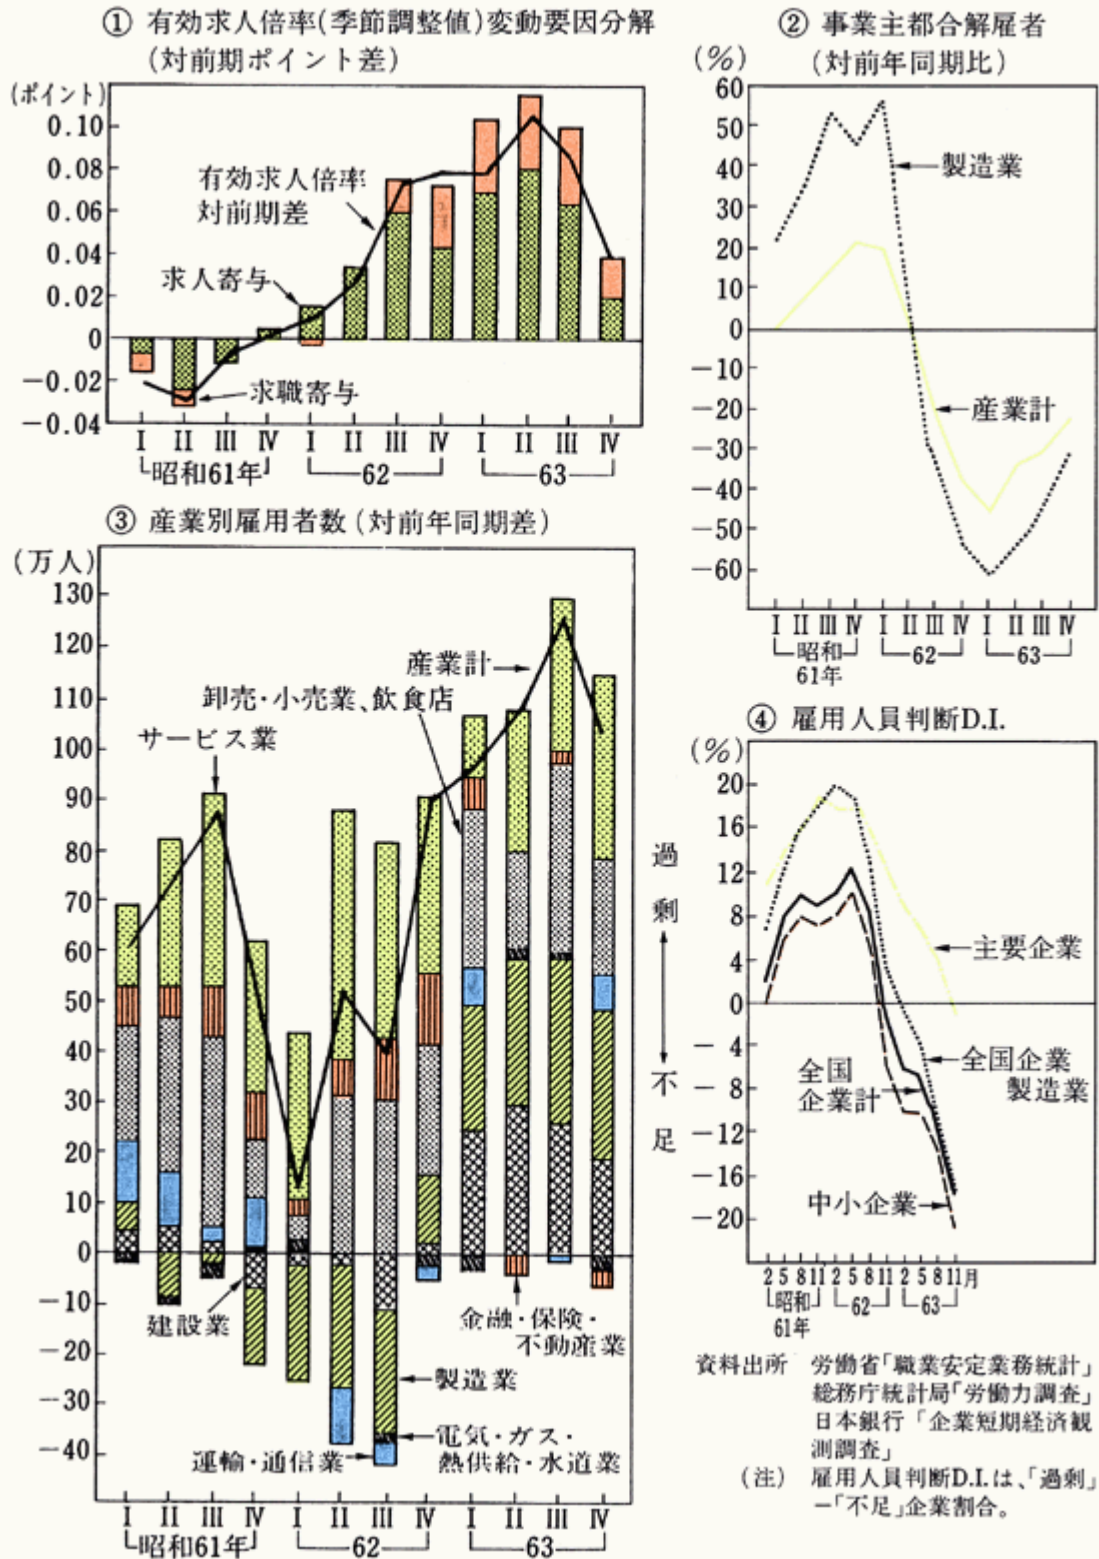 ① 有効求人倍率(季節調整値)変動要因分解
(対前期ポイント差)
(ポイント)
0.10
0.08
0.06
0.04
0.02
0
−0.02
−0.04
有効求人倍率
対前期差
求人寄与
求職寄与
I II III IV I II III IV I II III IV
昭和61年 62 63
② 事業主都合解雇者
(対前年同期比)
(%)
60
50
40
30
20
10
0
−10
−20
−30
−40
−50
−60
製造業
産業計
I II III IV I II III IV I II III IV
昭和
61年
62 63
③ 産業別雇用者数(対前年同期差)
(万人)
130
120
110
100
90
80
70
60
50
40
30
20
10
0
−10
−20
−30
−40
産業計
卸売・小売業、飲食店
サービス業
建設業
金融・保険・
不動産業
製造業
電気・ガス・
熱供給・水道業
運輸・通信業
I II III IV I II III IV I II III IV
昭和61年 62 63
④ 雇用人員判断D.I.
(%)
20
16
12
8
4
0
−4
−8
−12
−16
−20
過剰
不足
主要企業
全国企業
製造業
全国
企業計
中小企業
2 5 8 11 2 5 8 11 2 5 8 11月
昭和
61年
62 63
資料出所 労働省「職業安定業務統計」
総務庁統計局「労働力調査」
日本銀行「企業短期経済観
測調査」
(注) 雇用人員判断D.I.は、「過剰」
−「不足」企業割合。